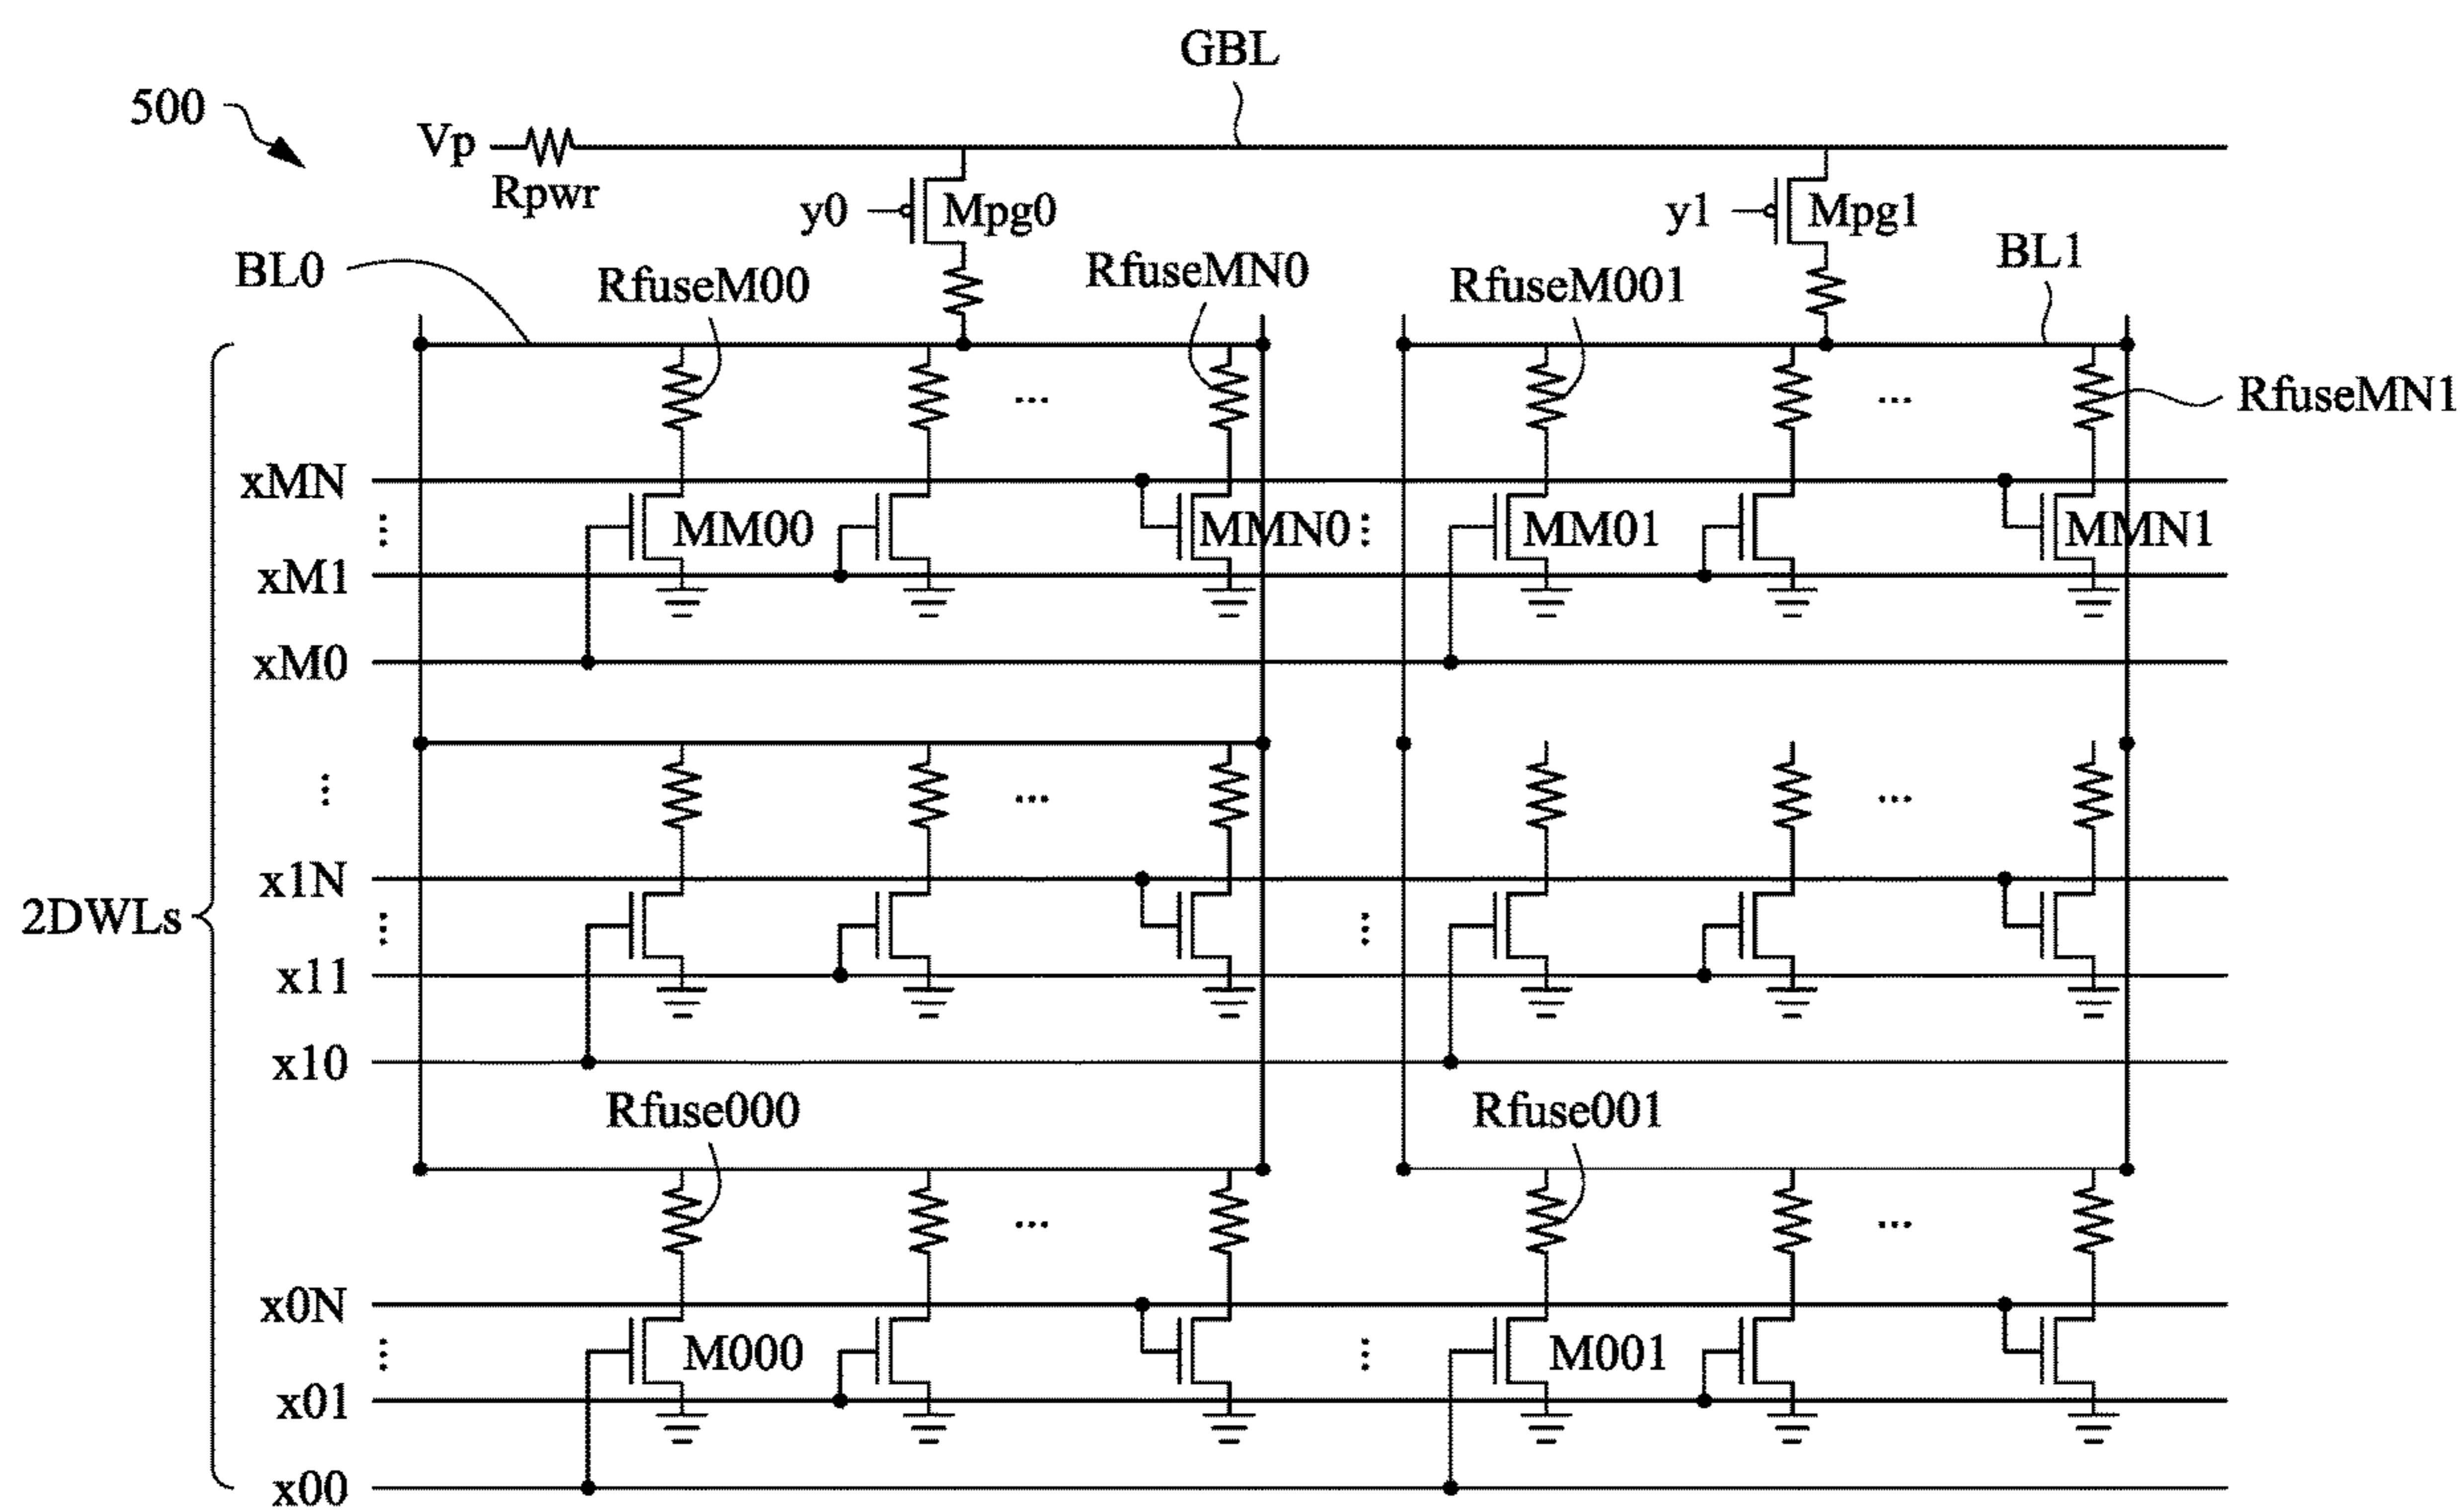 GBL
500
Vp
Rpwr
y0
Mpg0
y1
Mpg1
BL0
RfuseM00
RfuseMN0
RfuseM001
BL1
RfuseMN1
...
...
xMN
...
MM00
MMN0
...
MM01
MMN1
xM1
xM0
...
...
...
x1N
2DWLs
...
...
x11
x10
Rfuse000
Rfuse001
...
...
x0N
...
M000
...
M001
x01
x00